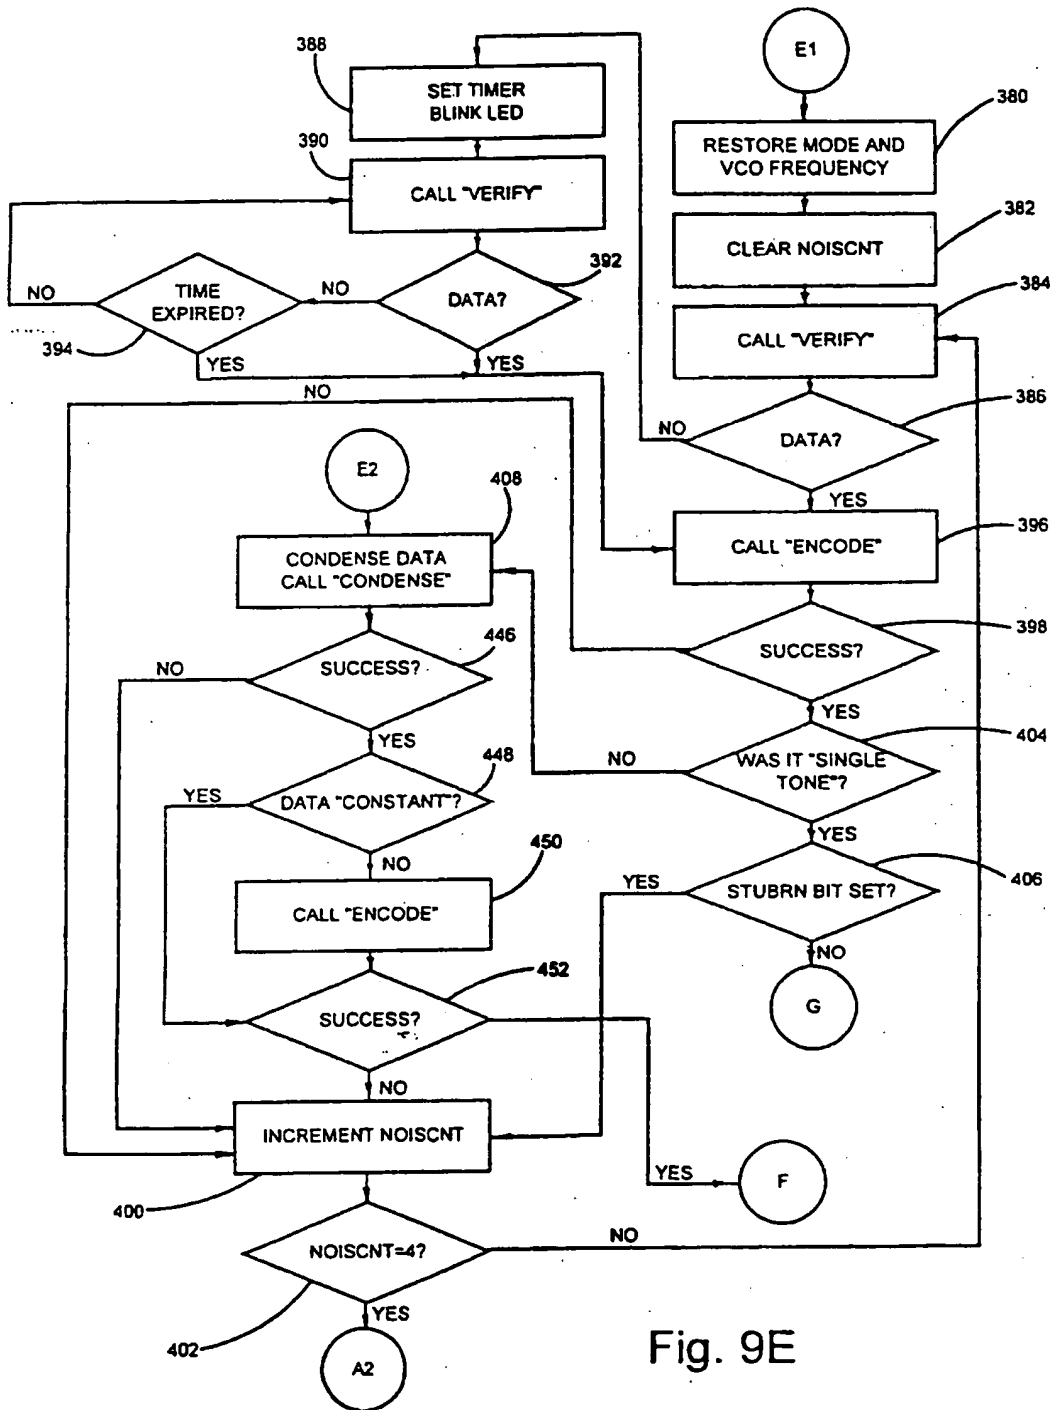 E1
388
SET TIMER
BLINK LED
380
RESTORE MODE AND
VCO FREQUENCY
390
CALL "VERIFY"
382
CLEAR NOISCNT
392
384
NO
TIME
EXPIRED?
NO
DATA?
CALL "VERIFY"
394
YES
YES
NO
386
NO
DATA?
E2
408
YES
396
CONDENSE DATA
CALL "CONDENSE"
CALL "ENCODE"
446
398
NO
SUCCESS?
SUCCESS?
YES
YES
404
448
NO
WAS IT "SINGLE
TONE"?
YES
DATA "CONSTANT"?
YES
450
NO
406
YES
STUBRN BIT SET?
CALL "ENCODE"
NO
452
G
SUCCESS?
NO
INCREMENT NOISCNT
YES
F
400
NO
NOISCNT=4?
YES
402
A2
Fig. 9E